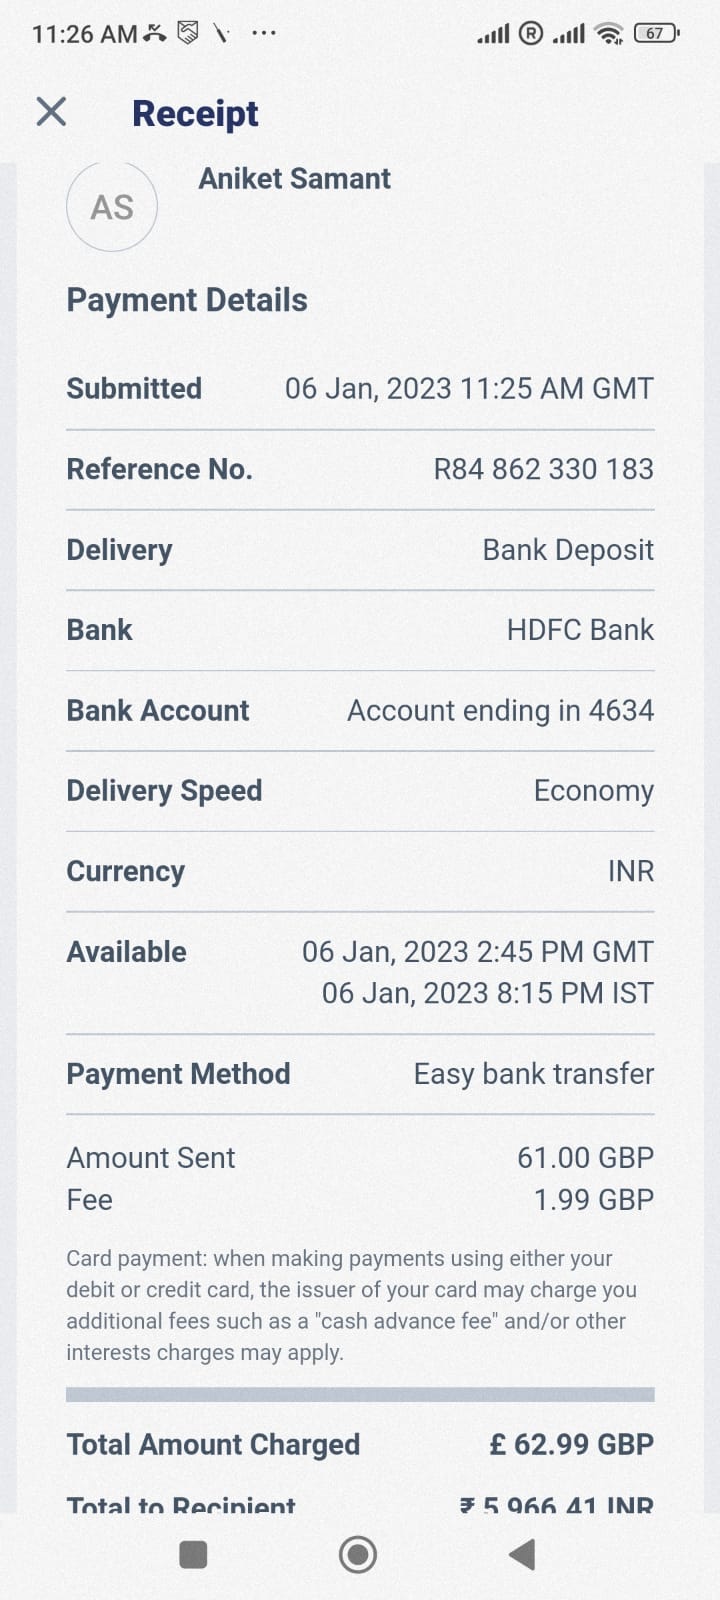 11:26 AM ... R 67
Receipt
AS
Aniket Samant
Payment Details
Submitted 06 Jan, 2023 11:25 AM GMT
Reference No. R84 862 330 183
Delivery Bank Deposit
Bank HDFC Bank
Bank Account Account ending in 4634
Delivery Speed Economy
Currency INR
Available 06 Jan, 2023 2:45 PM GMT
06 Jan, 2023 8:15 PM IST
Payment Method Easy bank transfer
Amount Sent 61.00 GBP
Fee 1.99 GBP
Card payment: when making payments using either your
debit or credit card, the issuer of your card may charge you
additional fees such as a "cash advance fee" and/or other
interests charges may apply.
Total Amount Charged £ 62.99 GBP
Total to Recipient ₹ 5,966.41 INR